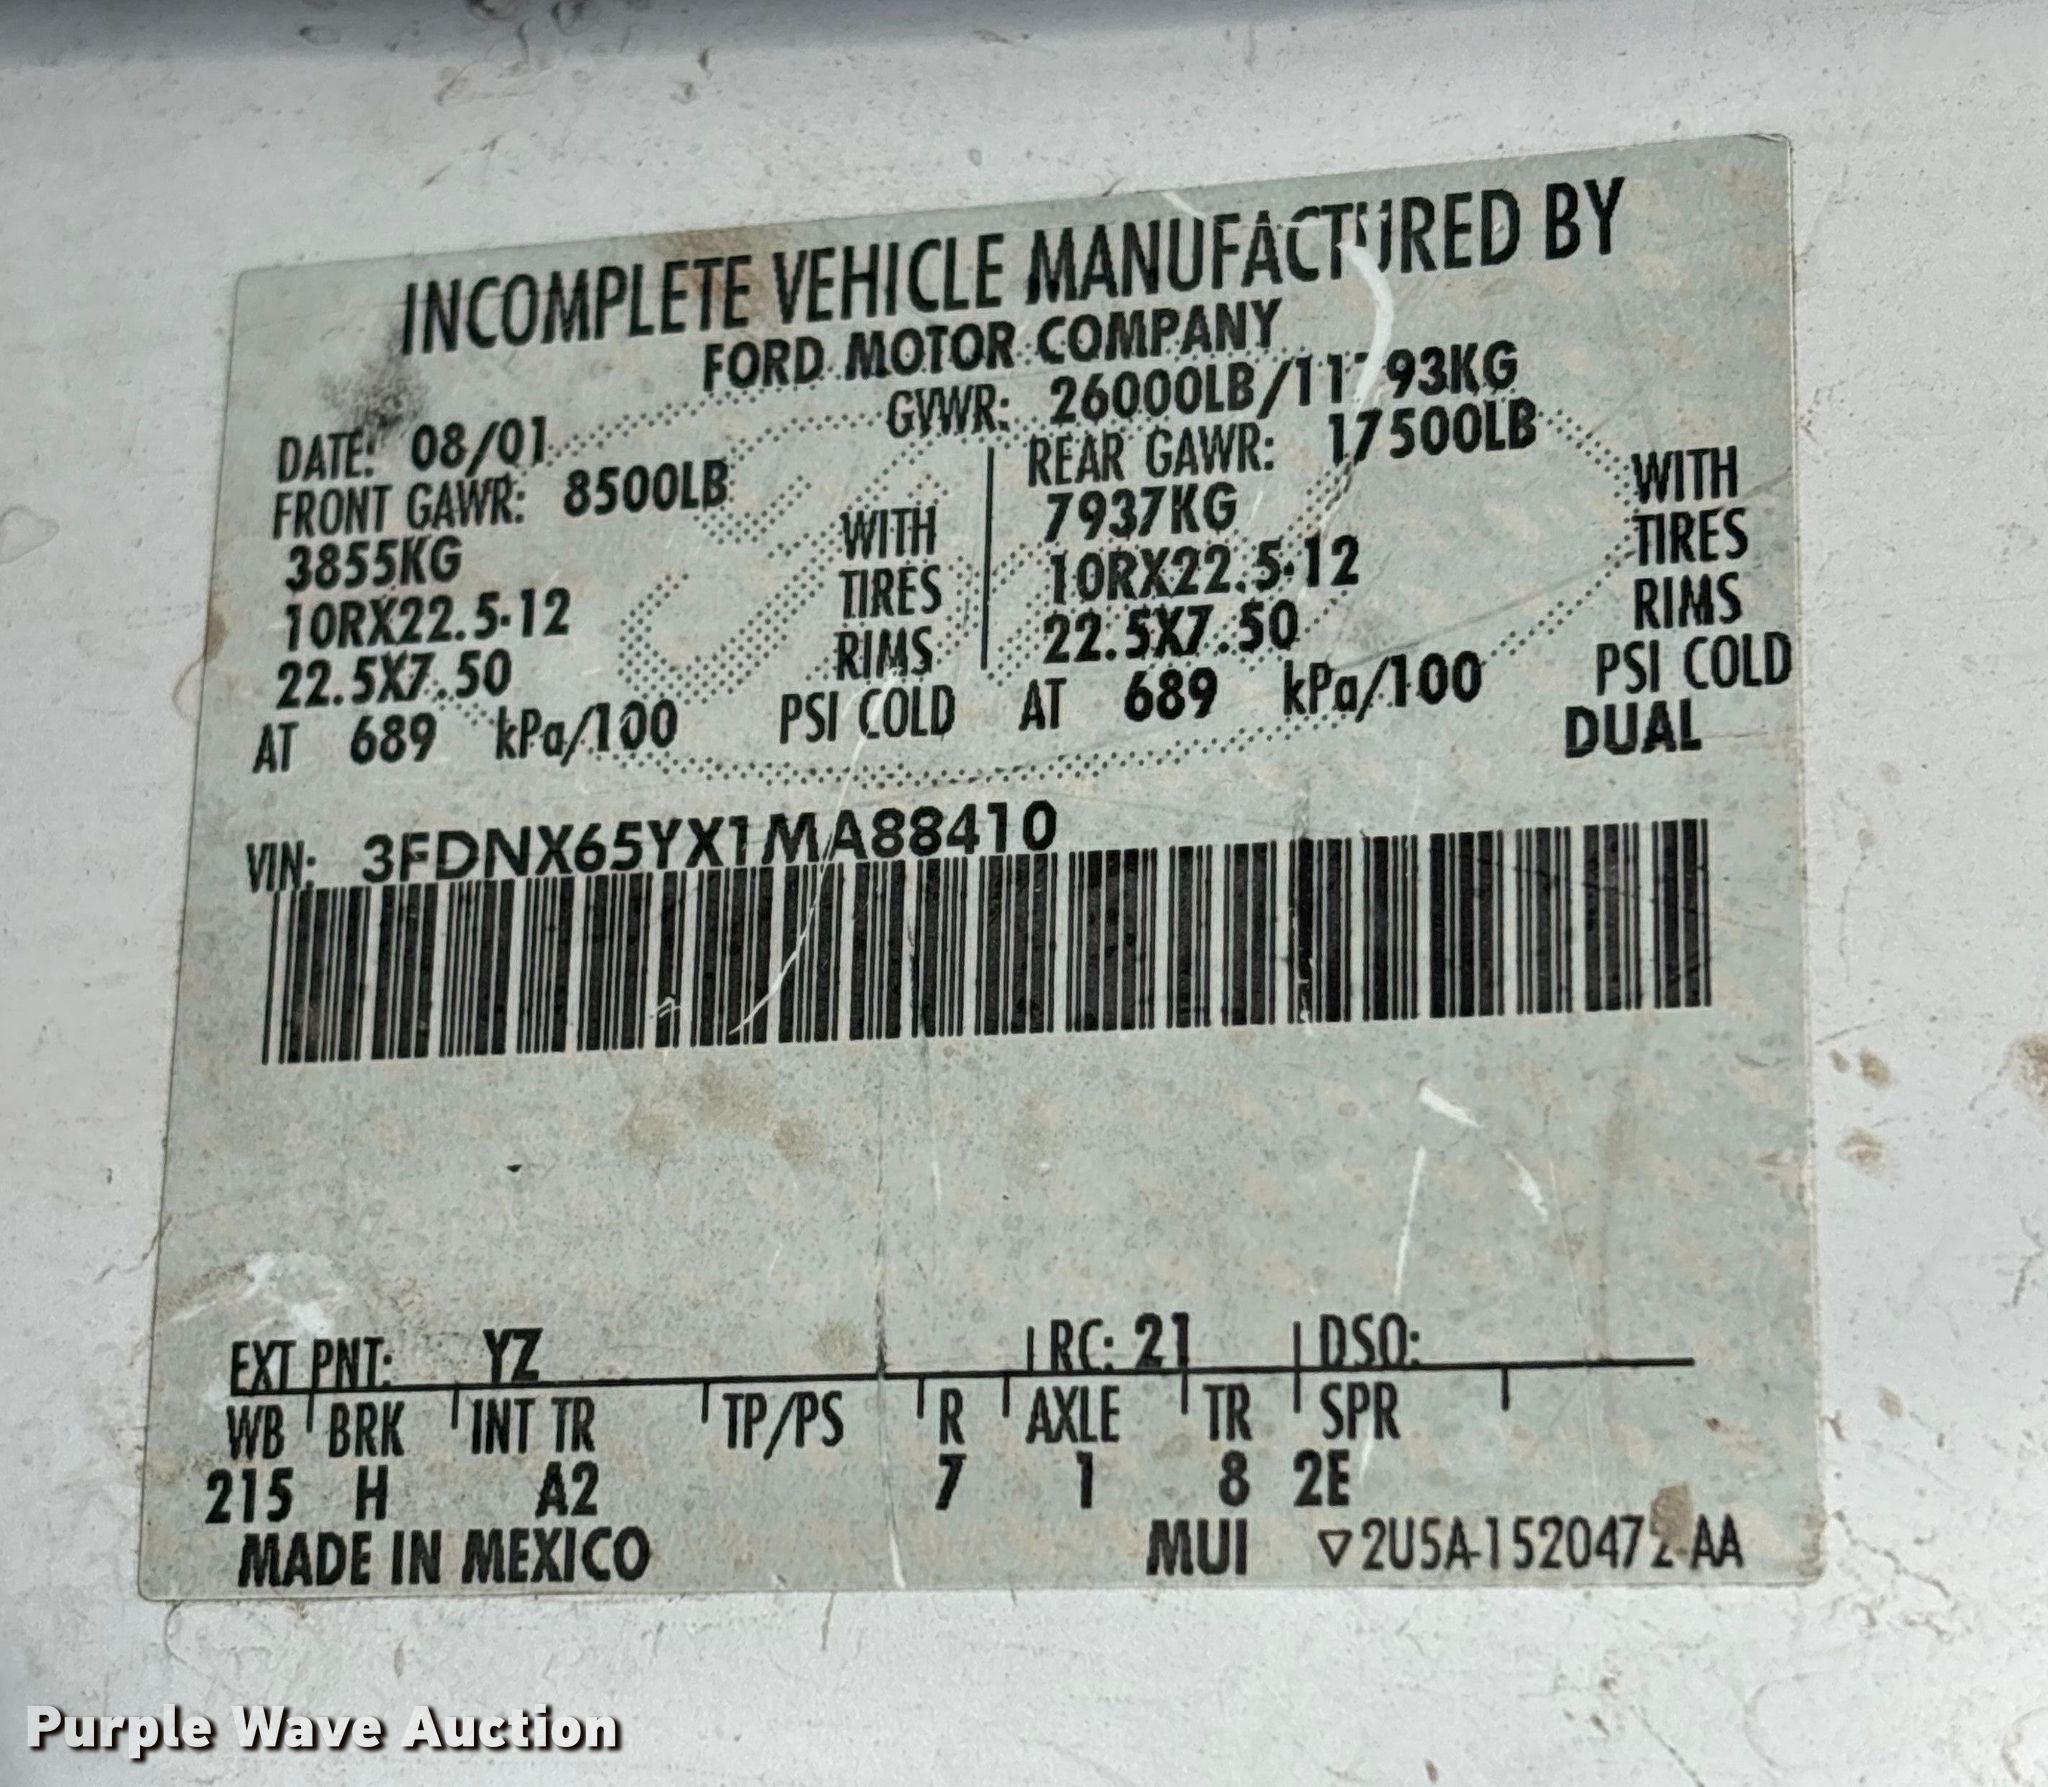 INCOMPLETE VEHICLE MANUFACTURED BY
FORD MOTOR COMPANY
DATE: 08/01 GVWR: 26000LB/11793KG
FRONT GAWR: 8500LB REAR GAWR: 17500LB
3855KG WITH 7937KG WITH
10RX22.5-12 TIRES 10RX22.5-12 TIRES
22.5X7.50 RIMS 22.5X7.50 RIMS
AT 689 kPa/100 PSI COLD AT 689 kPa/100 PSI COLD
DUAL
VIN: 3FDNX65YX1MA88410
EXT PNT: YZ RC: 21 DSO:
WB BRK INT TR TP/PS R AXLE TR SPR
215 H A2 7 1 8 2E
MADE IN MEXICO MUI ▽2U5A-1520472-AA
Purple Wave Auction